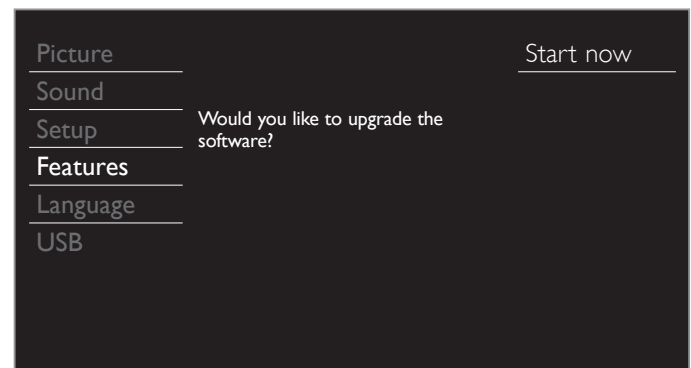 Picture
Sound
Setup
Features
Language
USB
Would you like to upgrade the
software?
Start now